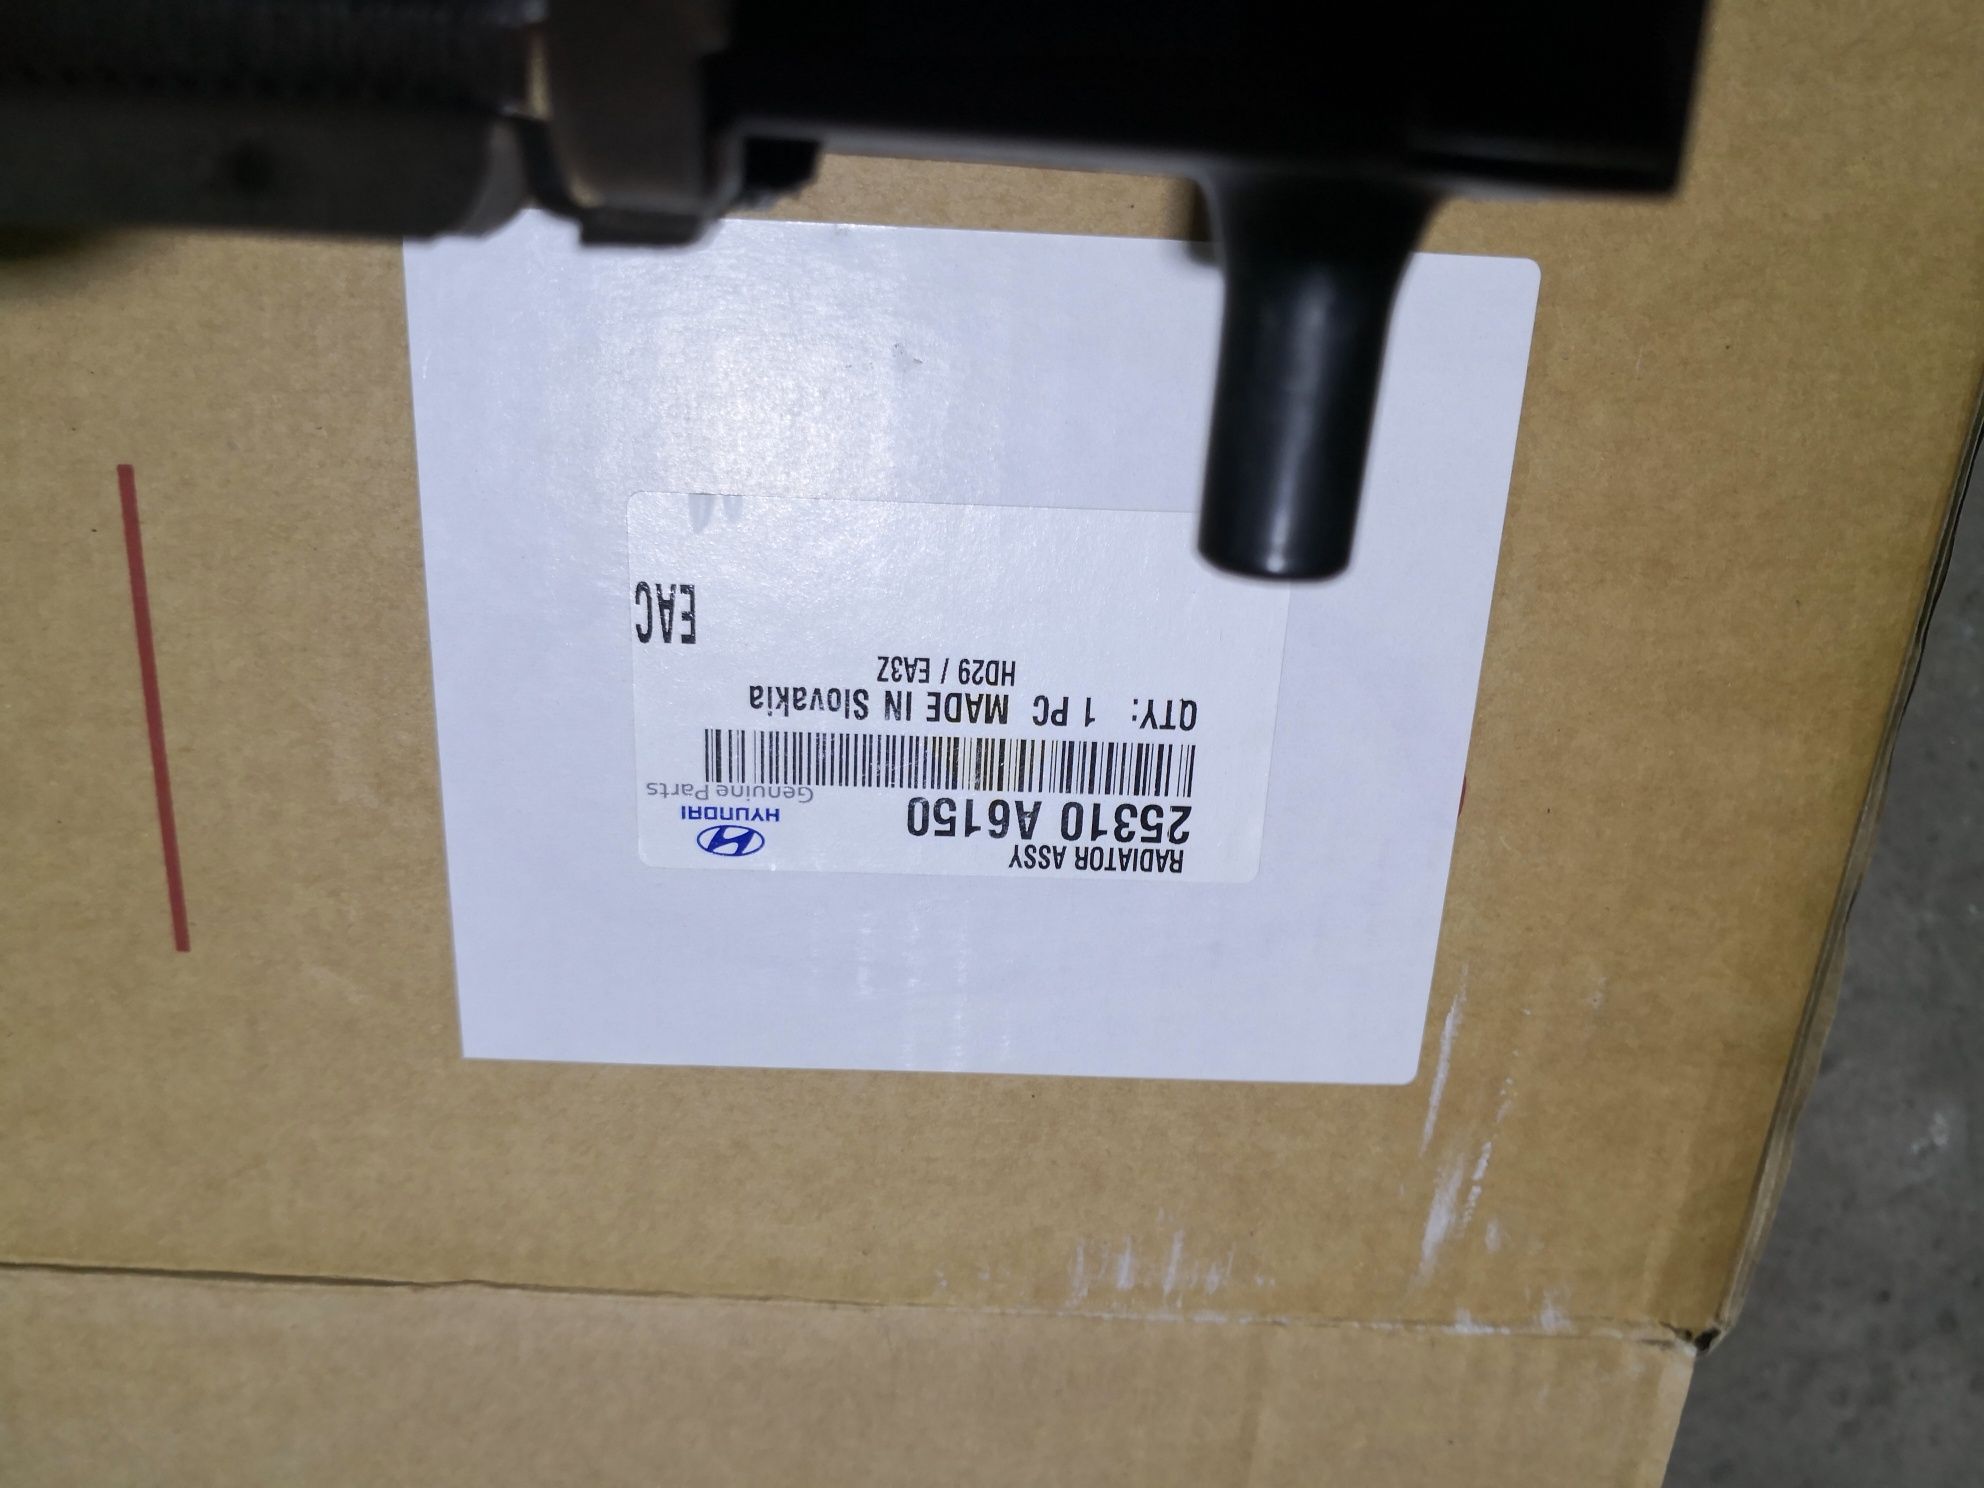 RADIATOR ASSY
25310 A6150
HYUNDAI
Genuine Parts
QTY: 1 PC MADE IN Slovakia
HD29 / EA3Z
EAC